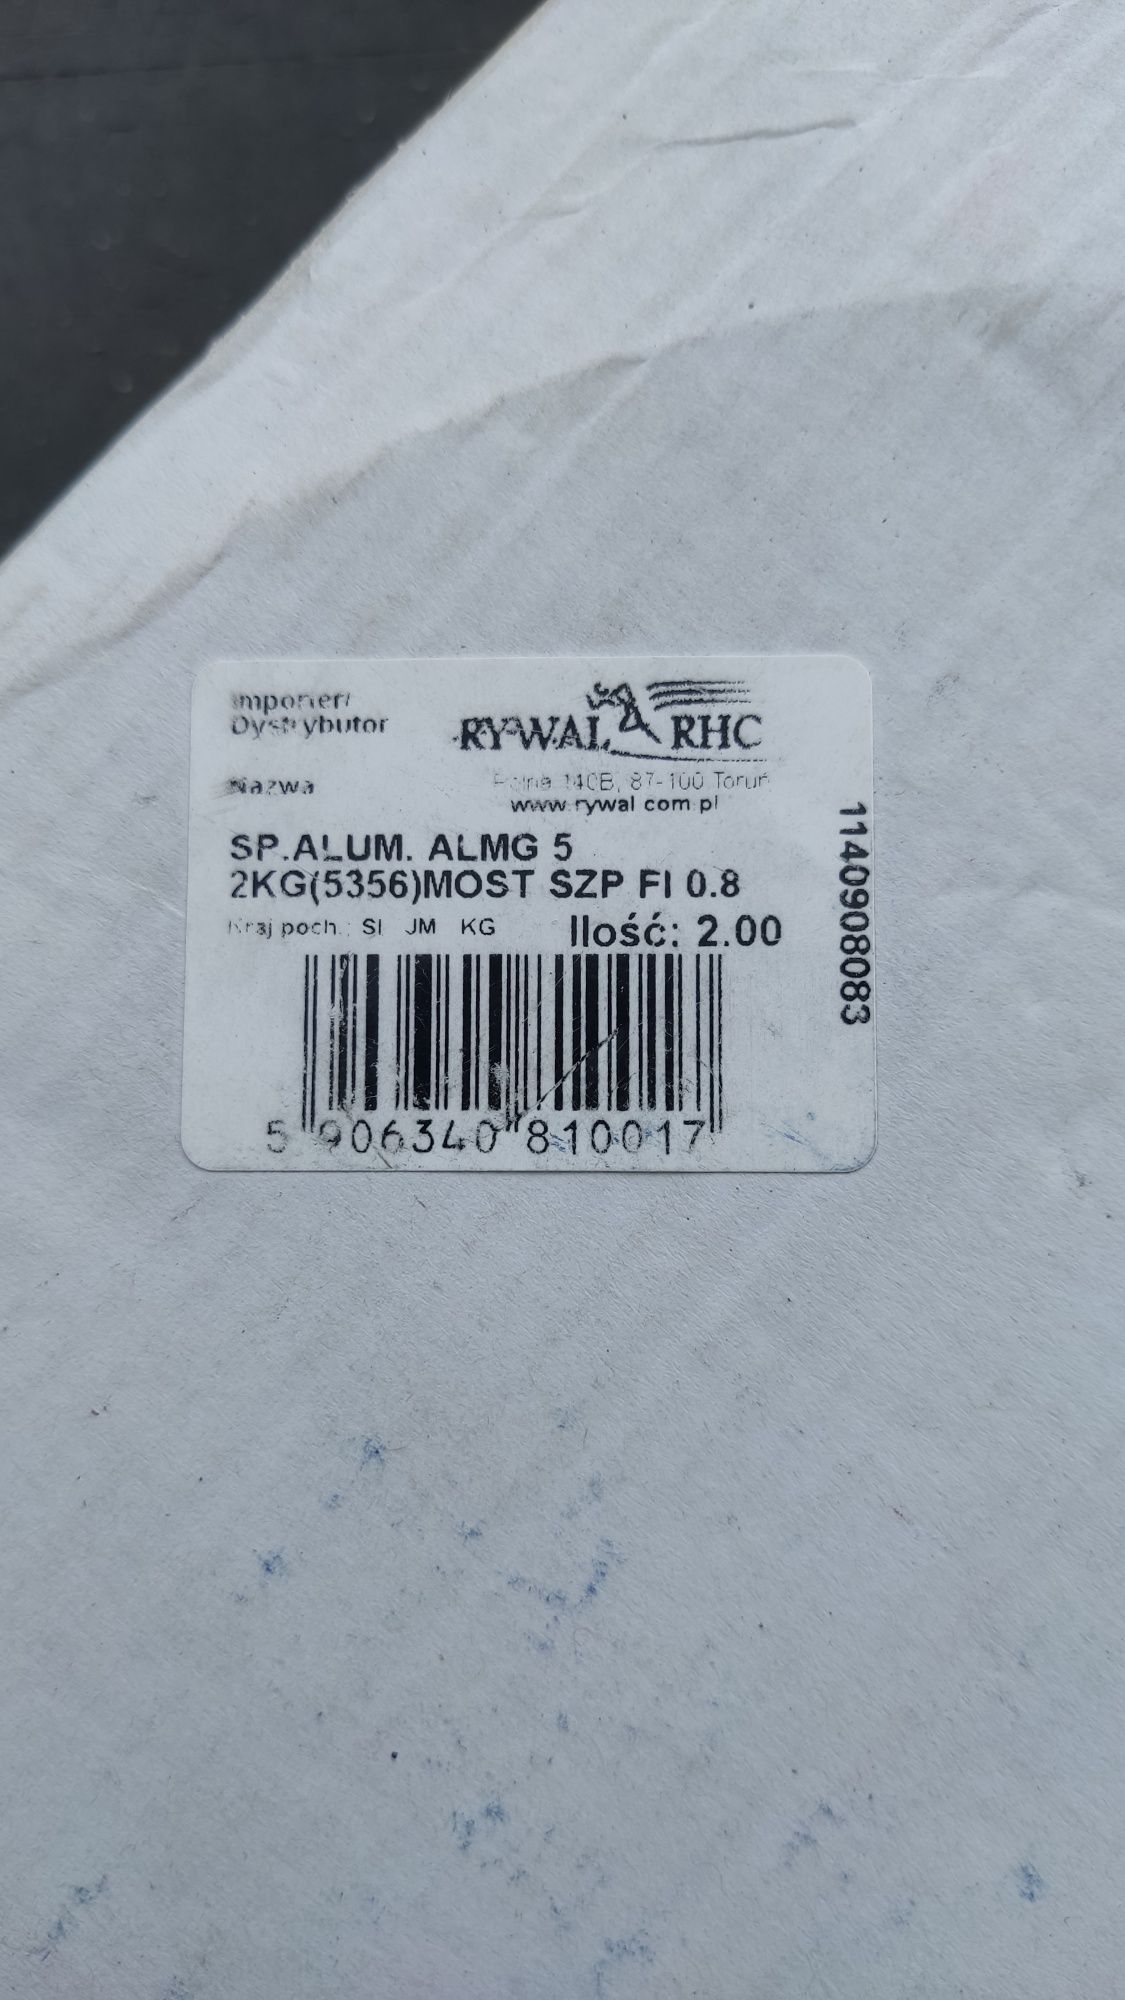 Importer/
Dystrybutor
RYWAL RHC
Nazwa
Polna 140B, 87-100 Toruń
www.rywal.com.pl
SP.ALUM. ALMG 5
2KG(5356)MOST SZP FI 0.8
Kraj poch.: SI JM KG Ilość: 2.00
5 906340 810017
1140908083